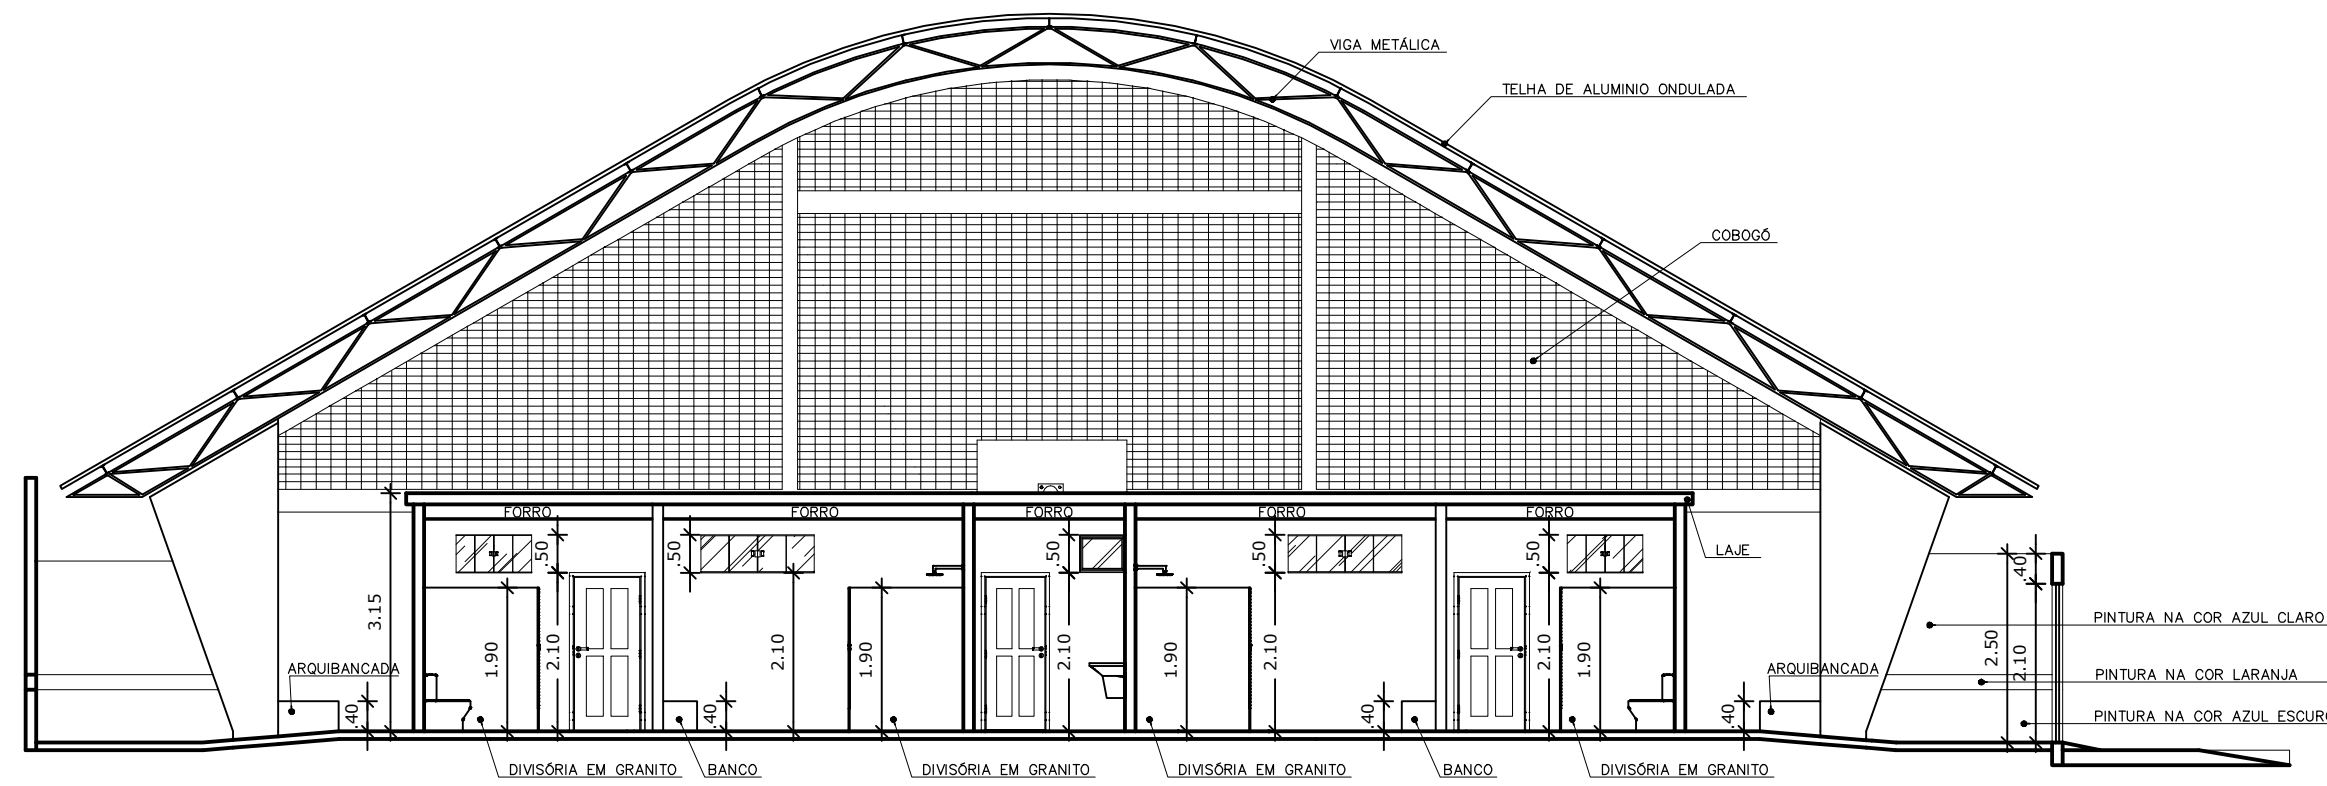 VIGA METÁLICA
TELHA DE ALUMINIO ONDULADA
COBOGÓ
FORRO FORRO FORRO FORRO FORRO
LAJE
.50 .50 .50 .50 .50 .40
3.15
1.90 2.10 2.10 1.90 2.10 1.90 2.10 2.10 1.90 2.50 2.10
PINTURA NA COR AZUL CLARO
ARQUIBANCADA ARQUIBANCADA PINTURA NA COR LARANJA
.40 .40 .40 .40 PINTURA NA COR AZUL ESCURO
DIVISÓRIA EM GRANITO BANCO DIVISÓRIA EM GRANITO DIVISÓRIA EM GRANITO BANCO DIVISÓRIA EM GRANITO